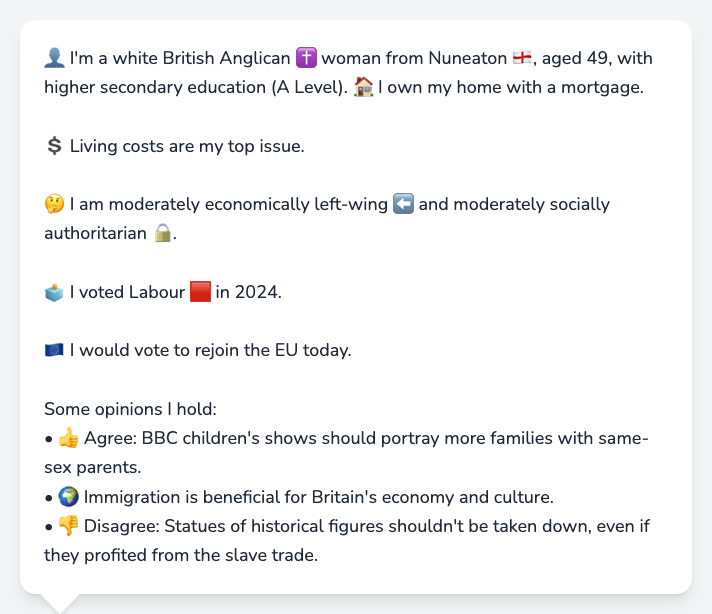 👤 I'm a white British Anglican ✝️ woman from Nuneaton 🏴󠁧󠁢󠁥󠁮󠁧󠁿, aged 49, with
higher secondary education (A Level). 🏠 I own my home with a mortgage.
💲 Living costs are my top issue.
🤔 I am moderately economically left-wing ⬅️ and moderately socially
authoritarian 🔒.
🗳️ I voted Labour 🟥 in 2024.
🇪🇺 I would vote to rejoin the EU today.
Some opinions I hold:
• 👍 Agree: BBC children's shows should portray more families with same-
sex parents.
• 🌍 Immigration is beneficial for Britain's economy and culture.
• 👎 Disagree: Statues of historical figures shouldn't be taken down, even if
they profited from the slave trade.